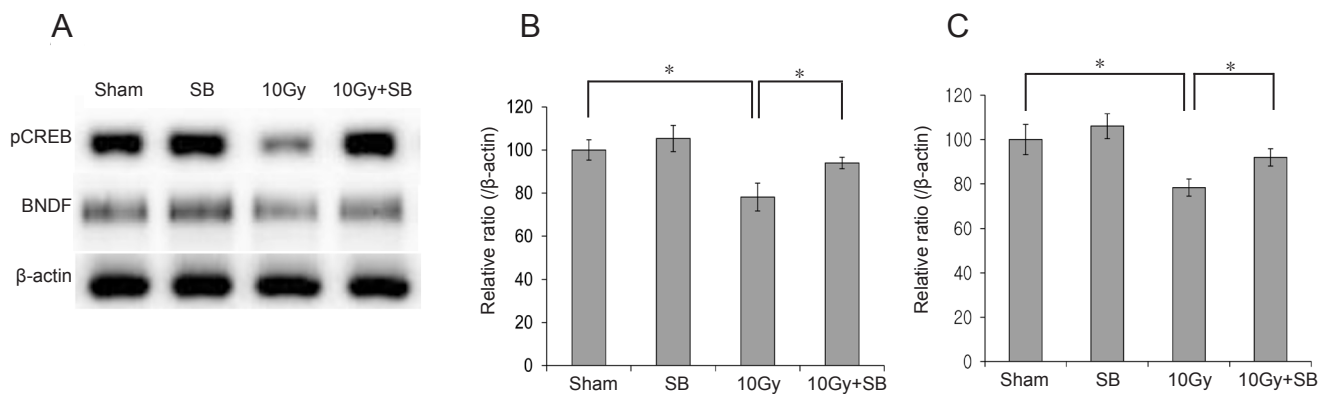 A
Sham SB 10Gy 10Gy+SB
pCREB
BNDF
β-actin
B
* *
Relative ratio (/β-actin)
120
100
80
60
40
20
0
Sham SB 10Gy 10Gy+SB
C
* *
Relative ratio (/β-actin)
120
100
80
60
40
20
0
Sham SB 10Gy 10Gy+SB